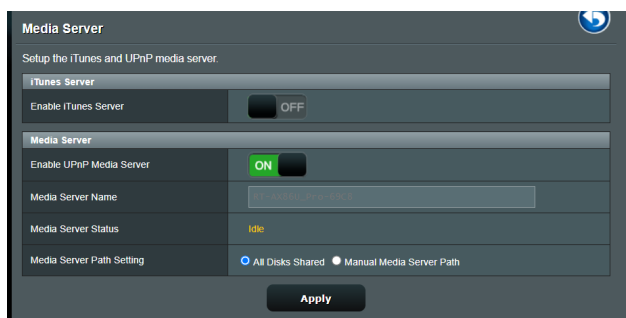 Media Server
Setup the iTunes and UPnP media server.
iTunes Server
Enable iTunes Server OFF
Media Server
Enable UPnP Media Server ON
Media Server Name
Media Server Status Idle
Media Server Path Setting All Disks Shared Manual Media Server Path
Apply